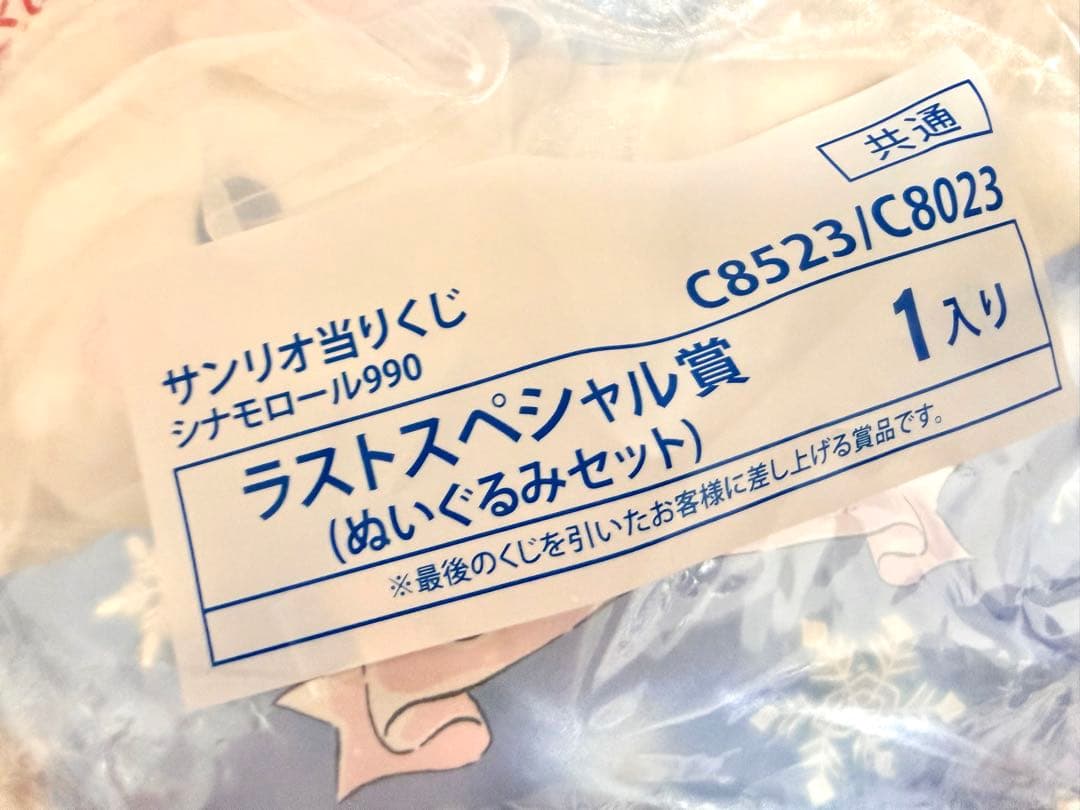 共通
C8523/C8023
サンリオ当りくじ
シナモロール990
ラストスペシャル賞
(ぬいぐるみセット)
1入り
※最後のくじを引いたお客様に差し上げる賞品です。